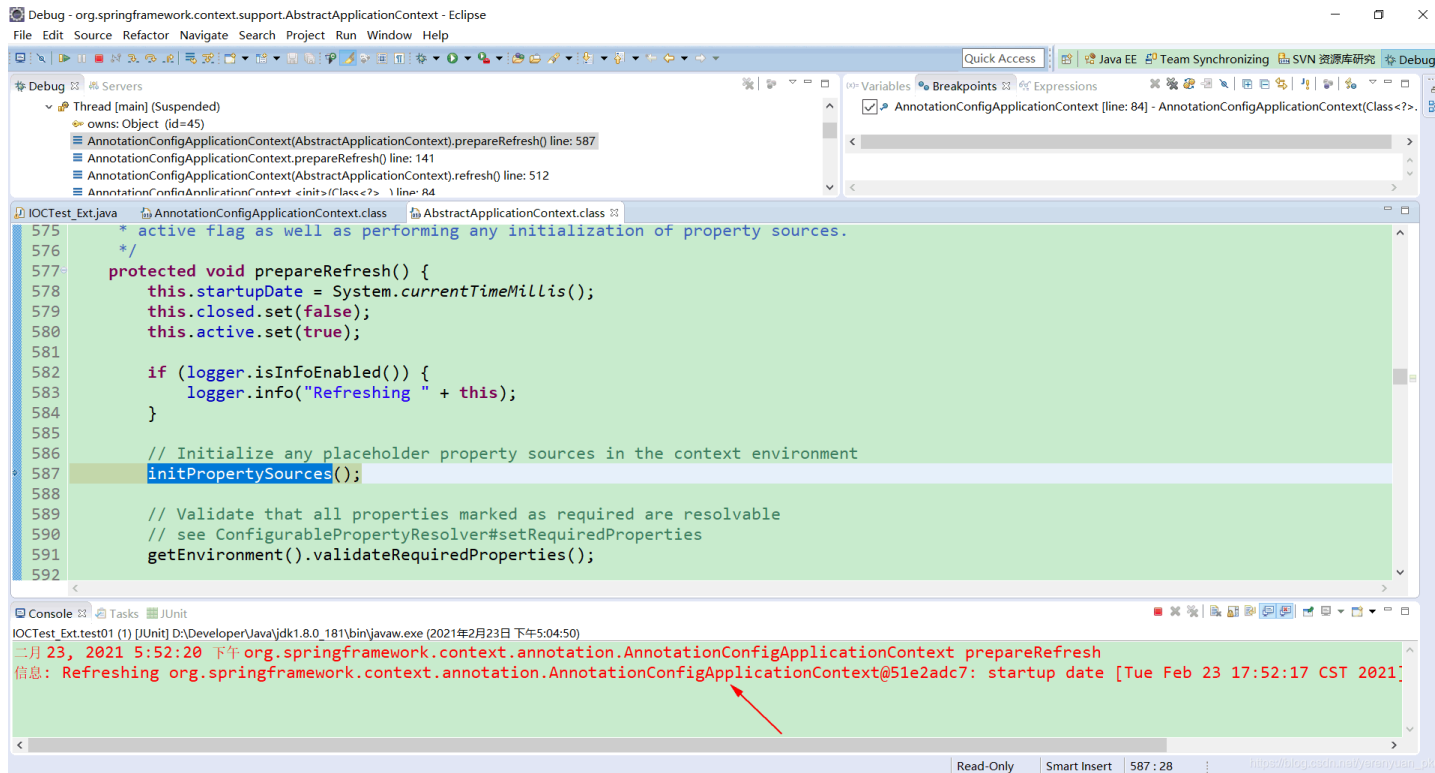 Debug - org.springframework.context.support.AbstractApplicationContext - Eclipse
File Edit Source Refactor Navigate Search Project Run Window Help
Quick Access Java EE Team Synchronizing SVN 资源库研究 Debug
Debug Servers
Thread [main] (Suspended)
owns: Object (id=45)
AnnotationConfigApplicationContext(AbstractApplicationContext).prepareRefresh() line: 587
AnnotationConfigApplicationContext.prepareRefresh() line: 141
AnnotationConfigApplicationContext(AbstractApplicationContext).refresh() line: 512
AnnotationConfigApplicationContext.<init>(Class<?>...) line: 84
Variables Breakpoints Expressions
AnnotationConfigApplicationContext [line: 84] - AnnotationConfigApplicationContext(Class<?>.
IOCTest_Ext.java AnnotationConfigApplicationContext.class AbstractApplicationContext.class
575 * active flag as well as performing any initialization of property sources.
576 */
577 protected void prepareRefresh() {
578 this.startupDate = System.currentTimeMillis();
579 this.closed.set(false);
580 this.active.set(true);
581
582 if (logger.isInfoEnabled()) {
583 logger.info("Refreshing " + this);
584 }
585
586 // Initialize any placeholder property sources in the context environment
587 initPropertySources();
588
589 // Validate that all properties marked as required are resolvable
590 // see ConfigurablePropertyResolver#setRequiredProperties
591 getEnvironment().validateRequiredProperties();
592
Console Tasks JUnit
IOCTest_Ext.test01 (1) [JUnit] D:\Developer\Java\jdk1.8.0_181\bin\javaw.exe (2021年2月23日 下午5:04:50)
二月 23, 2021 5:52:20 下午 org.springframework.context.annotation.AnnotationConfigApplicationContext prepareRefresh
信息: Refreshing org.springframework.context.annotation.AnnotationConfigApplicationContext@51e2adc7: startup date [Tue Feb 23 17:52:17 CST 2021]
Read-Only Smart Insert 587 : 28
https://blog.csdn.net/yerenyuan_pku